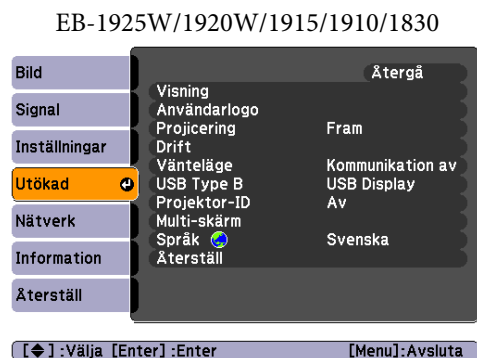 EB-1925W/1920W/1915/1910/1830
Bild
Signal
Inställningar
Utökad
Nätverk
Information
Återställ
Återgå
Visning
Användarlogo
Projicering Fram
Drift
Vänteläge Kommunikation av
USB Type B USB Display
Projektor-ID Av
Multi-skärm
Språk Svenska
Återställ
[◆] :Välja [Enter] :Enter [Menu]:Avsluta